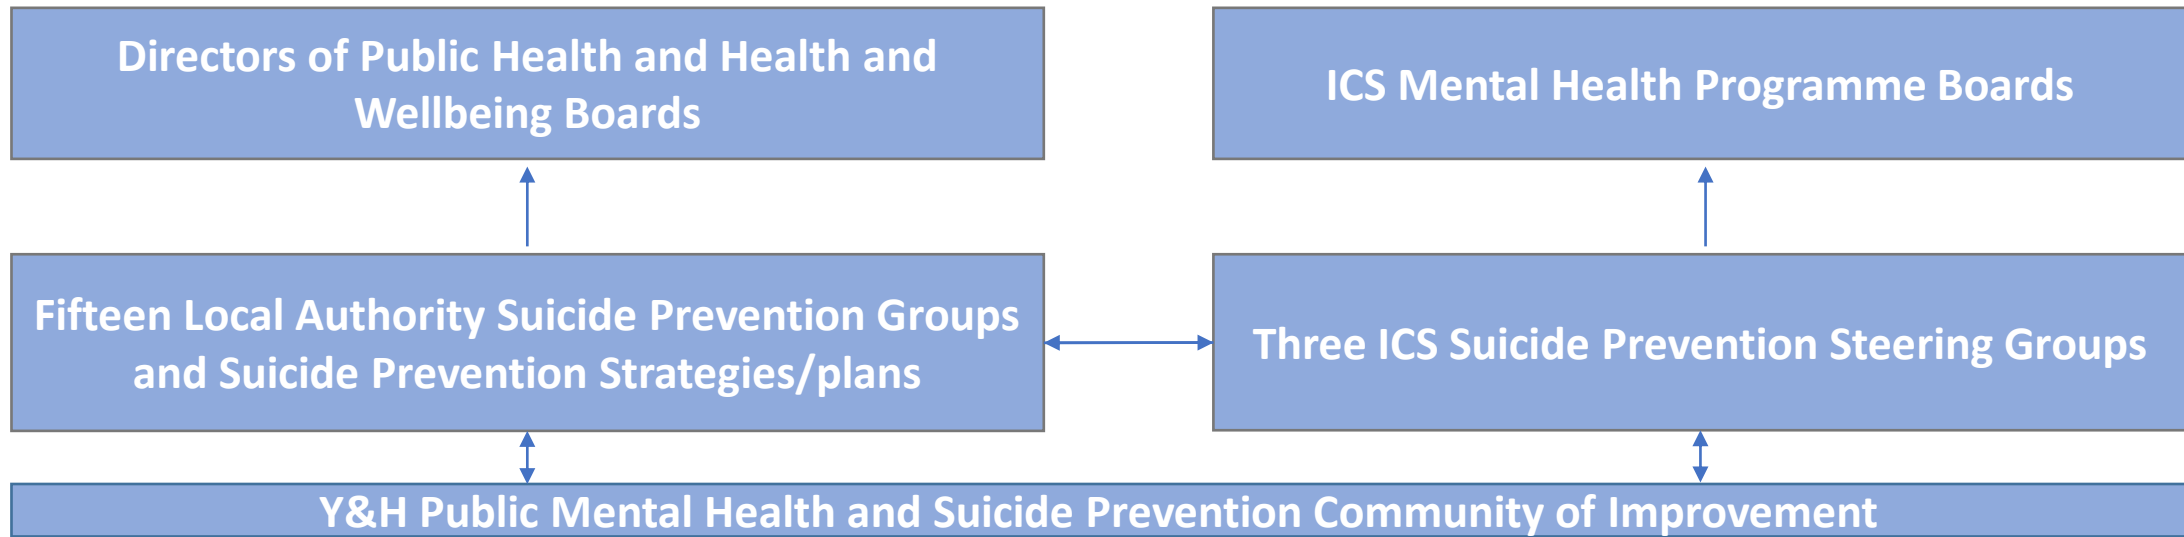 Directors of Public Health and Health and
Wellbeing Boards
ICS Mental Health Programme Boards
Fifteen Local Authority Suicide Prevention Groups
and Suicide Prevention Strategies/plans
Three ICS Suicide Prevention Steering Groups
Y&H Public Mental Health and Suicide Prevention Community of Improvement